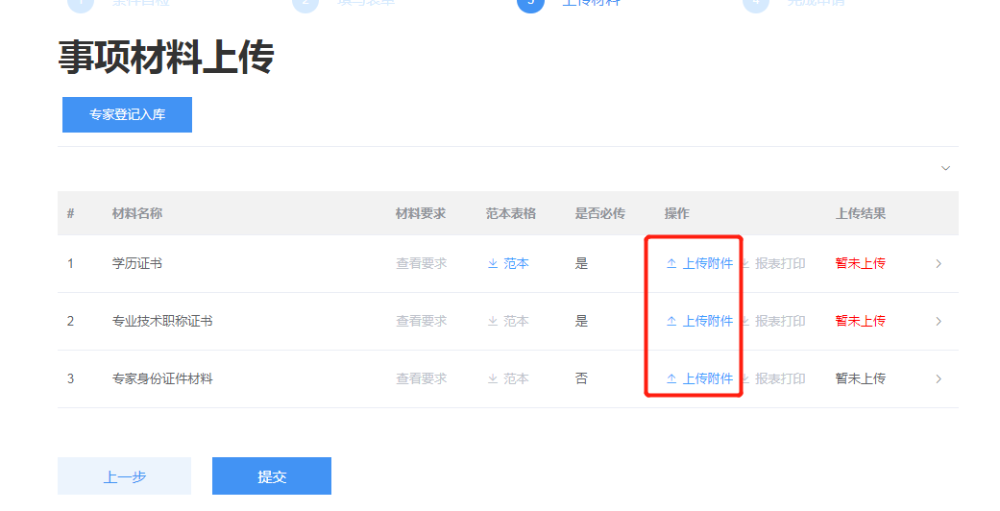 3 上传材料
事项材料上传
专家登记入库
# 材料名称 材料要求 范本表格 是否必传 操作 上传结果
1 学历证书 查看要求 范本 是 上传附件 报表打印 暂未上传
2 专业技术职称证书 查看要求 范本 是 上传附件 报表打印 暂未上传
3 专家身份证件材料 查看要求 范本 否 上传附件 报表打印 暂未上传
上一步 提交